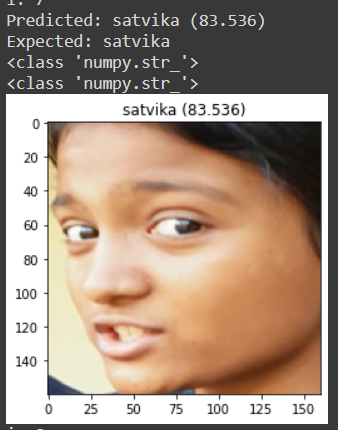 Predicted: satvika (83.536)
Expected: satvika
<class 'numpy.str_'>
<class 'numpy.str_'>
satvika (83.536)
0
20
40
60
80
100
120
140
0 25 50 75 100 125 150